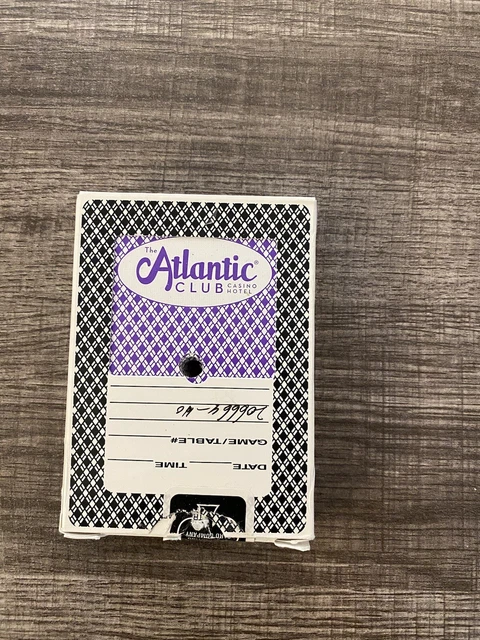 The
Atlantic®
CLUB CASINO HOTEL
DATE TIME
GAME/TABLE#